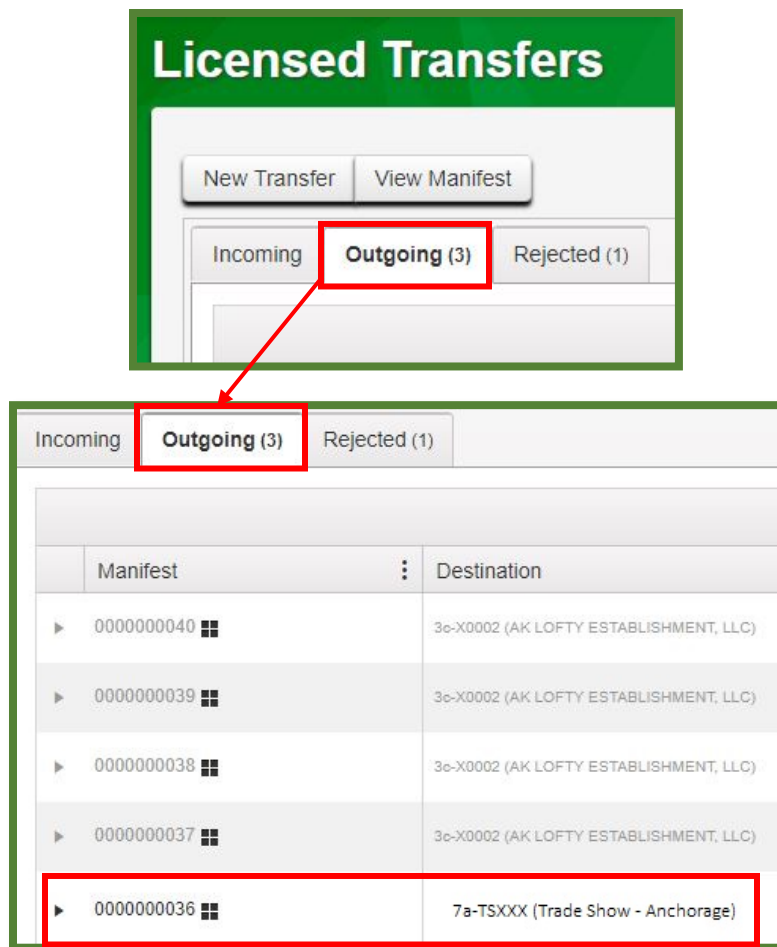 Licensed Transfers
New Transfer View Manifest
Incoming Outgoing (3) Rejected (1)
Incoming Outgoing (3) Rejected (1)
Manifest Destination
0000000040 3c-X0002 (AK LOFTY ESTABLISHMENT, LLC)
0000000039 3c-X0002 (AK LOFTY ESTABLISHMENT, LLC)
0000000038 3c-X0002 (AK LOFTY ESTABLISHMENT, LLC)
0000000037 3c-X0002 (AK LOFTY ESTABLISHMENT, LLC)
0000000036 7a-TSXXX (Trade Show - Anchorage)